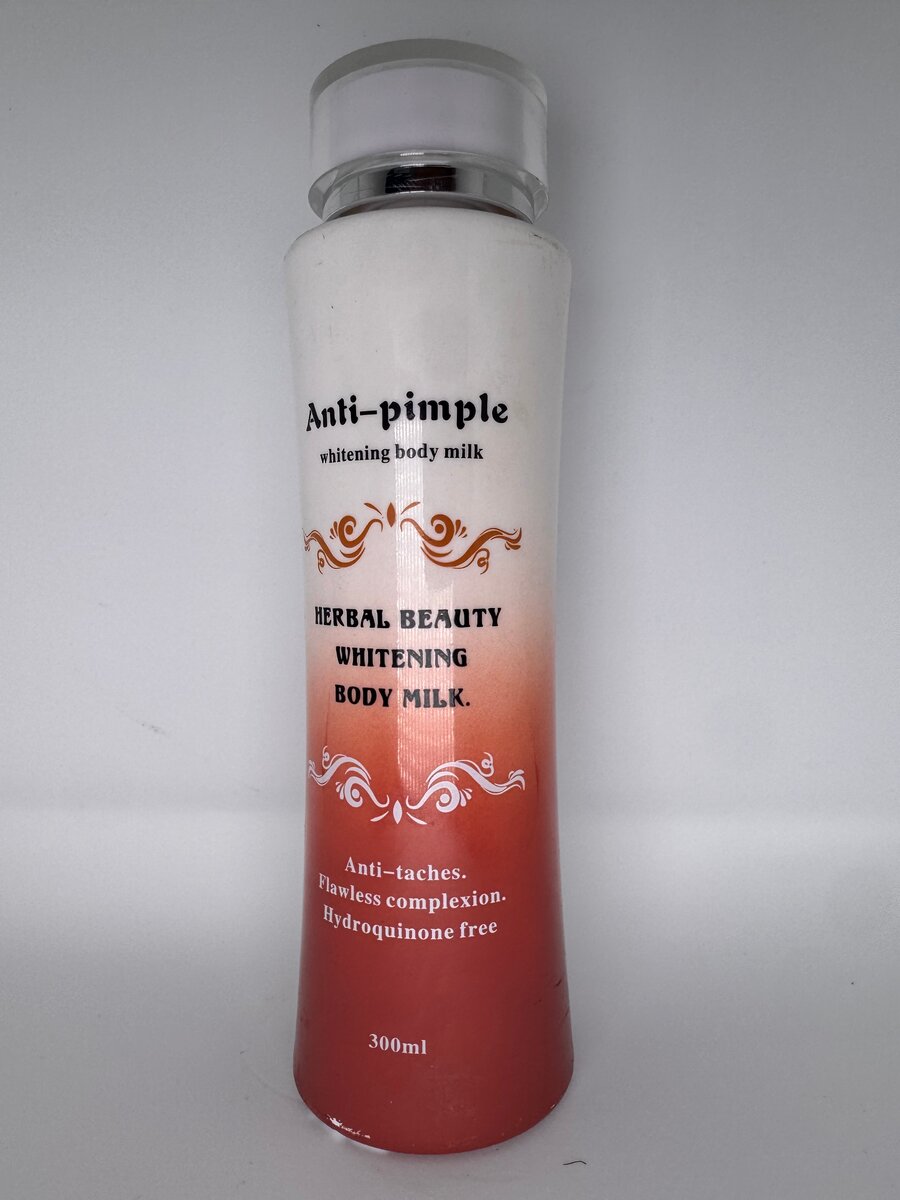 Anti-pimple
whitening body milk
HERBAL BEAUTY
WHITENING
BODY MILK.
Anti-taches.
Flawless complexion.
Hydroquinone free
300ml